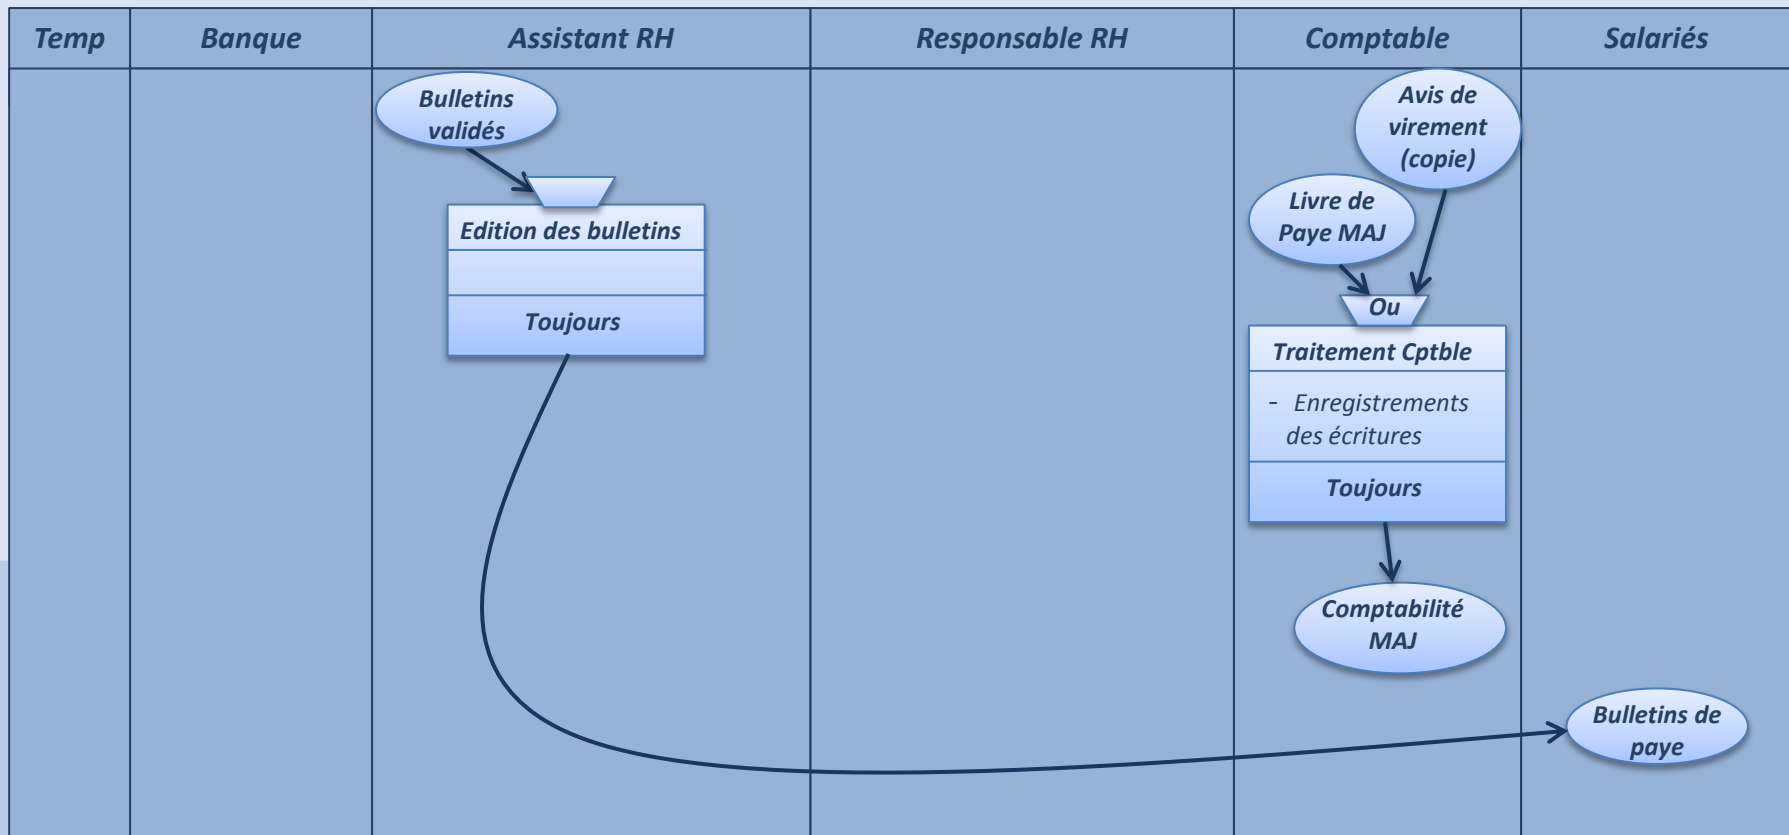 Temp
Banque
Assistant RH
Responsable RH
Comptable
Salariés
Bulletins
validés
Edition des bulletins
Toujours
Avis de
virement
(copie)
Livre de
Paye MAJ
Ou
Traitement Cptble
- Enregistrements
des écritures
Toujours
Comptabilité
MAJ
Bulletins de
paye